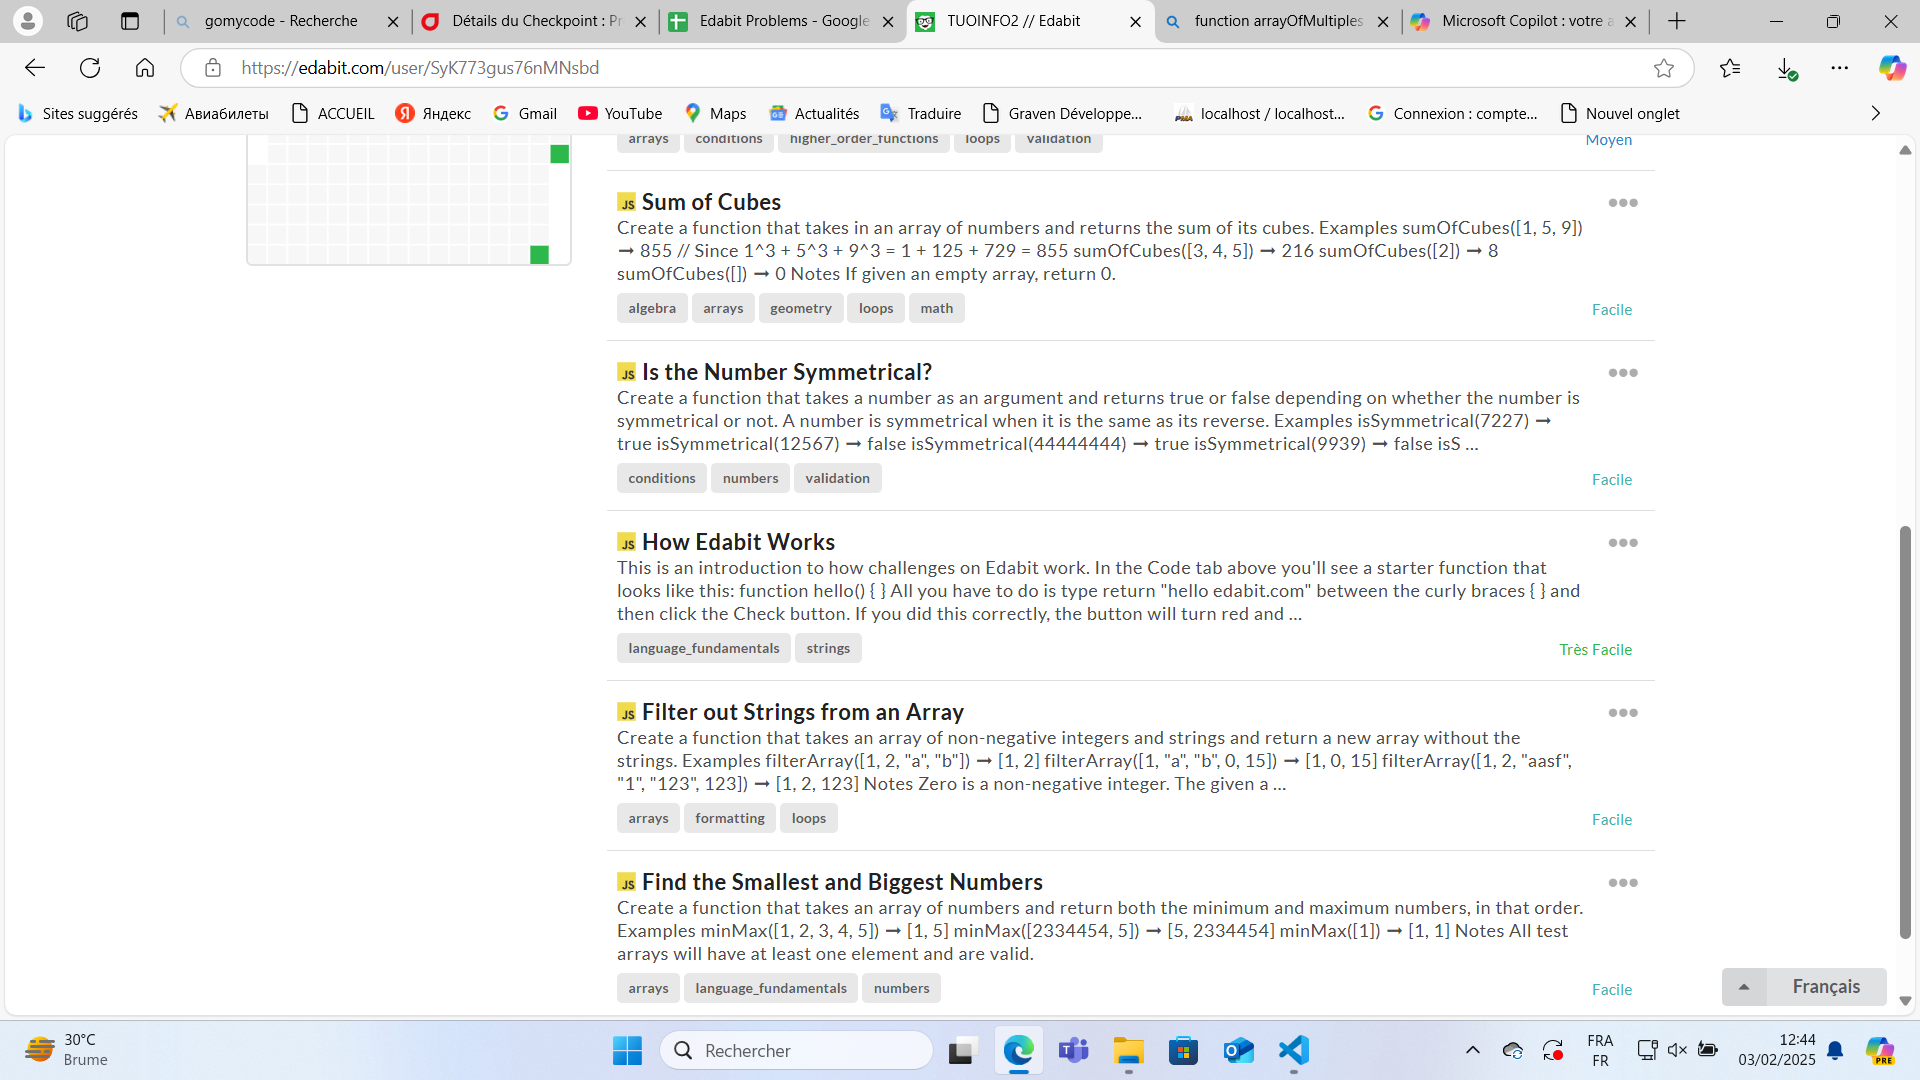 gomycode - Recherche
Détails du Checkpoint : Pr
Edabit Problems - Google
TUOINFO2 // Edabit
function arrayOfMultiples
Microsoft Copilot : votre a
https://edabit.com/user/SyK773gus76nMNsbd
Sites suggérés
Авиабилеты
ACCUEIL
Яндекс
Gmail
YouTube
Maps
Actualités
Traduire
Graven Développe...
localhost / localhost...
Connexion : compte...
Nouvel onglet
arrays conditions higher_order_functions loops validation
Moyen
JS Sum of Cubes
Create a function that takes in an array of numbers and returns the sum of its cubes. Examples sumOfCubes([1, 5, 9])
➞ 855 // Since 1^3 + 5^3 + 9^3 = 1 + 125 + 729 = 855 sumOfCubes([3, 4, 5]) ➞ 216 sumOfCubes([2]) ➞ 8
sumOfCubes([]) ➞ 0 Notes If given an empty array, return 0.
algebra arrays geometry loops math
Facile
JS Is the Number Symmetrical?
Create a function that takes a number as an argument and returns true or false depending on whether the number is
symmetrical or not. A number is symmetrical when it is the same as its reverse. Examples isSymmetrical(7227) ➞
true isSymmetrical(12567) ➞ false isSymmetrical(44444444) ➞ true isSymmetrical(9939) ➞ false isS ...
conditions numbers validation
Facile
JS How Edabit Works
This is an introduction to how challenges on Edabit work. In the Code tab above you'll see a starter function that
looks like this: function hello() { } All you have to do is type return "hello edabit.com" between the curly braces { } and
then click the Check button. If you did this correctly, the button will turn red and ...
language_fundamentals strings
Très Facile
JS Filter out Strings from an Array
Create a function that takes an array of non-negative integers and strings and return a new array without the
strings. Examples filterArray([1, 2, "a", "b"]) ➞ [1, 2] filterArray([1, "a", "b", 0, 15]) ➞ [1, 0, 15] filterArray([1, 2, "aasf",
"1", "123", 123]) ➞ [1, 2, 123] Notes Zero is a non-negative integer. The given a ...
arrays formatting loops
Facile
JS Find the Smallest and Biggest Numbers
Create a function that takes an array of numbers and return both the minimum and maximum numbers, in that order.
Examples minMax([1, 2, 3, 4, 5]) ➞ [1, 5] minMax([2334454, 5]) ➞ [5, 2334454] minMax([1]) ➞ [1, 1] Notes All test
arrays will have at least one element and are valid.
arrays language_fundamentals numbers
Facile
Français
30°C
Brume
Rechercher
FRA
FR
12:44
03/02/2025
PRE